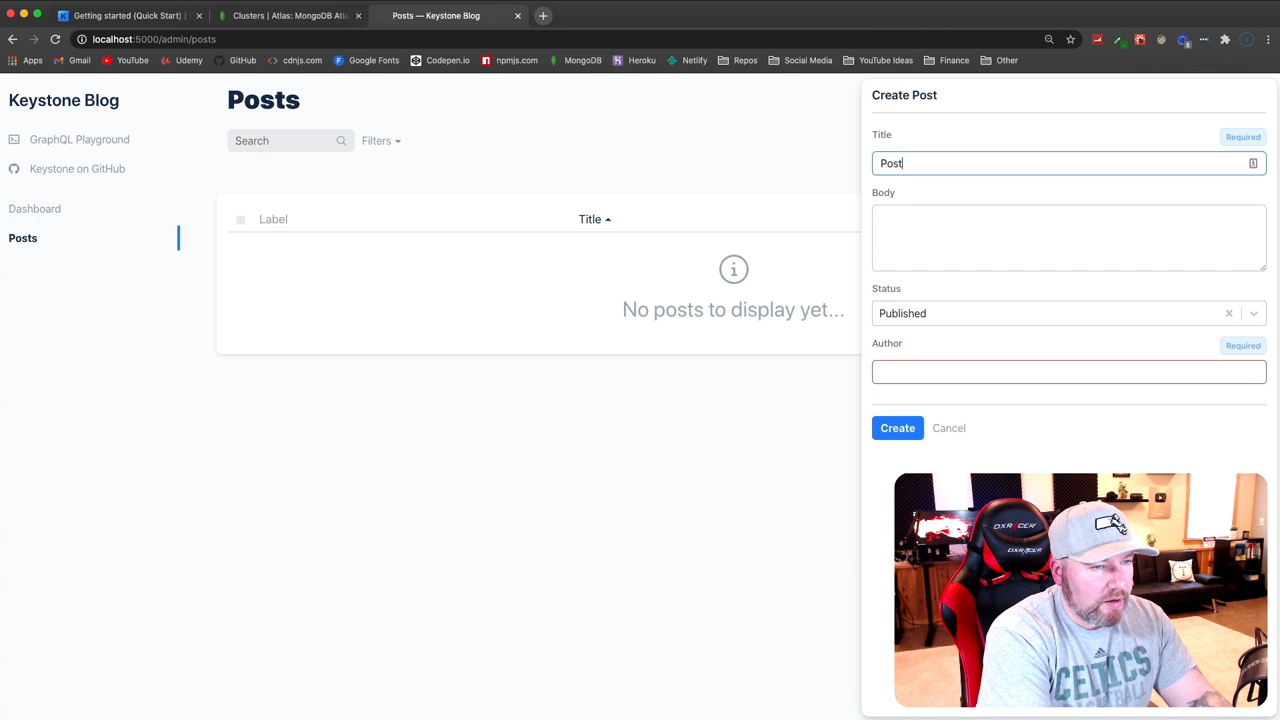 Getting started (Quick Start) |
Clusters | Atlas: MongoDB Atla
Posts — Keystone Blog
localhost:5000/admin/posts
Apps
Gmail
YouTube
Udemy
GitHub
cdnjs.com
Google Fonts
Codepen.io
npmjs.com
MongoDB
Heroku
Netlify
Repos
Social Media
YouTube Ideas
Finance
Other
Keystone Blog
GraphQL Playground
Keystone on GitHub
Dashboard
Posts
Posts
Search
Filters
Label
Title
No posts to display yet...
Create Post
Title
Required
Post
Body
Status
Published
Author
Required
Create
Cancel
DXRACER
DXRACER
CELTICS
BASKETBALL